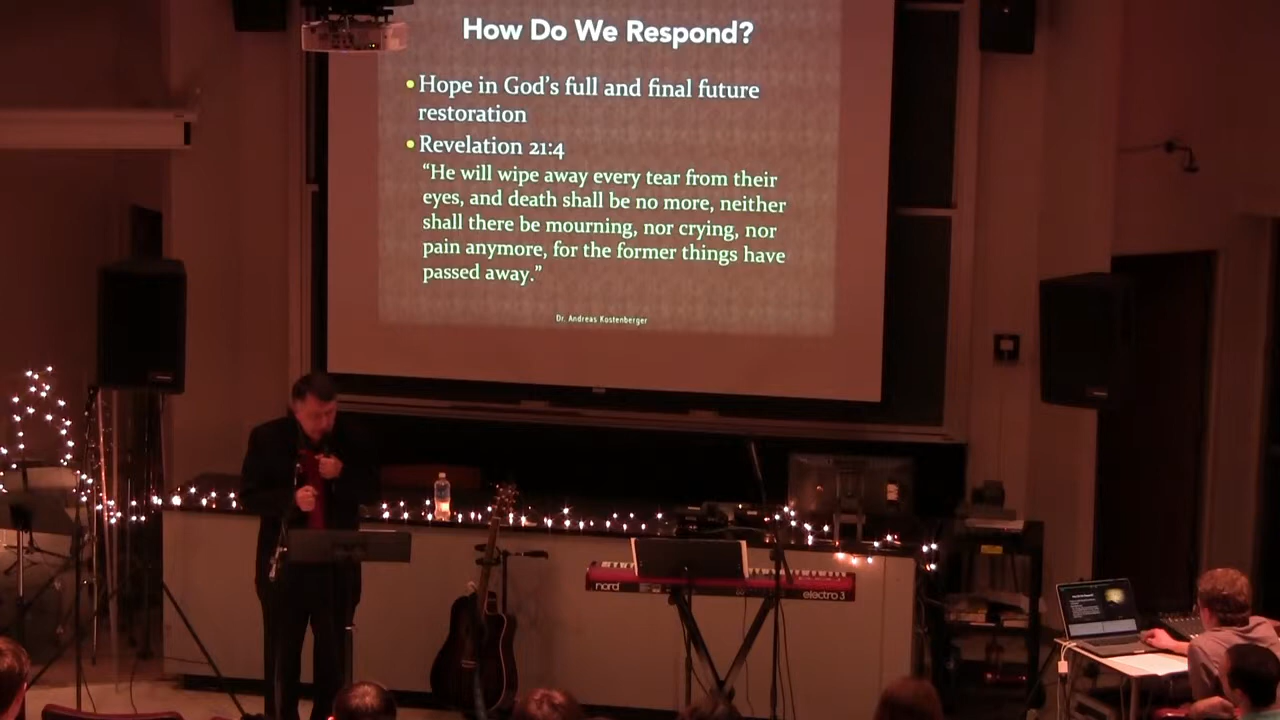 How Do We Respond?
• Hope in God's full and final future
restoration
• Revelation 21:4
“He will wipe away every tear from their
eyes, and death shall be no more, neither
shall there be mourning, nor crying, nor
pain anymore, for the former things have
passed away.”
Dr. Andreas Kostenberger
nord
electro 3